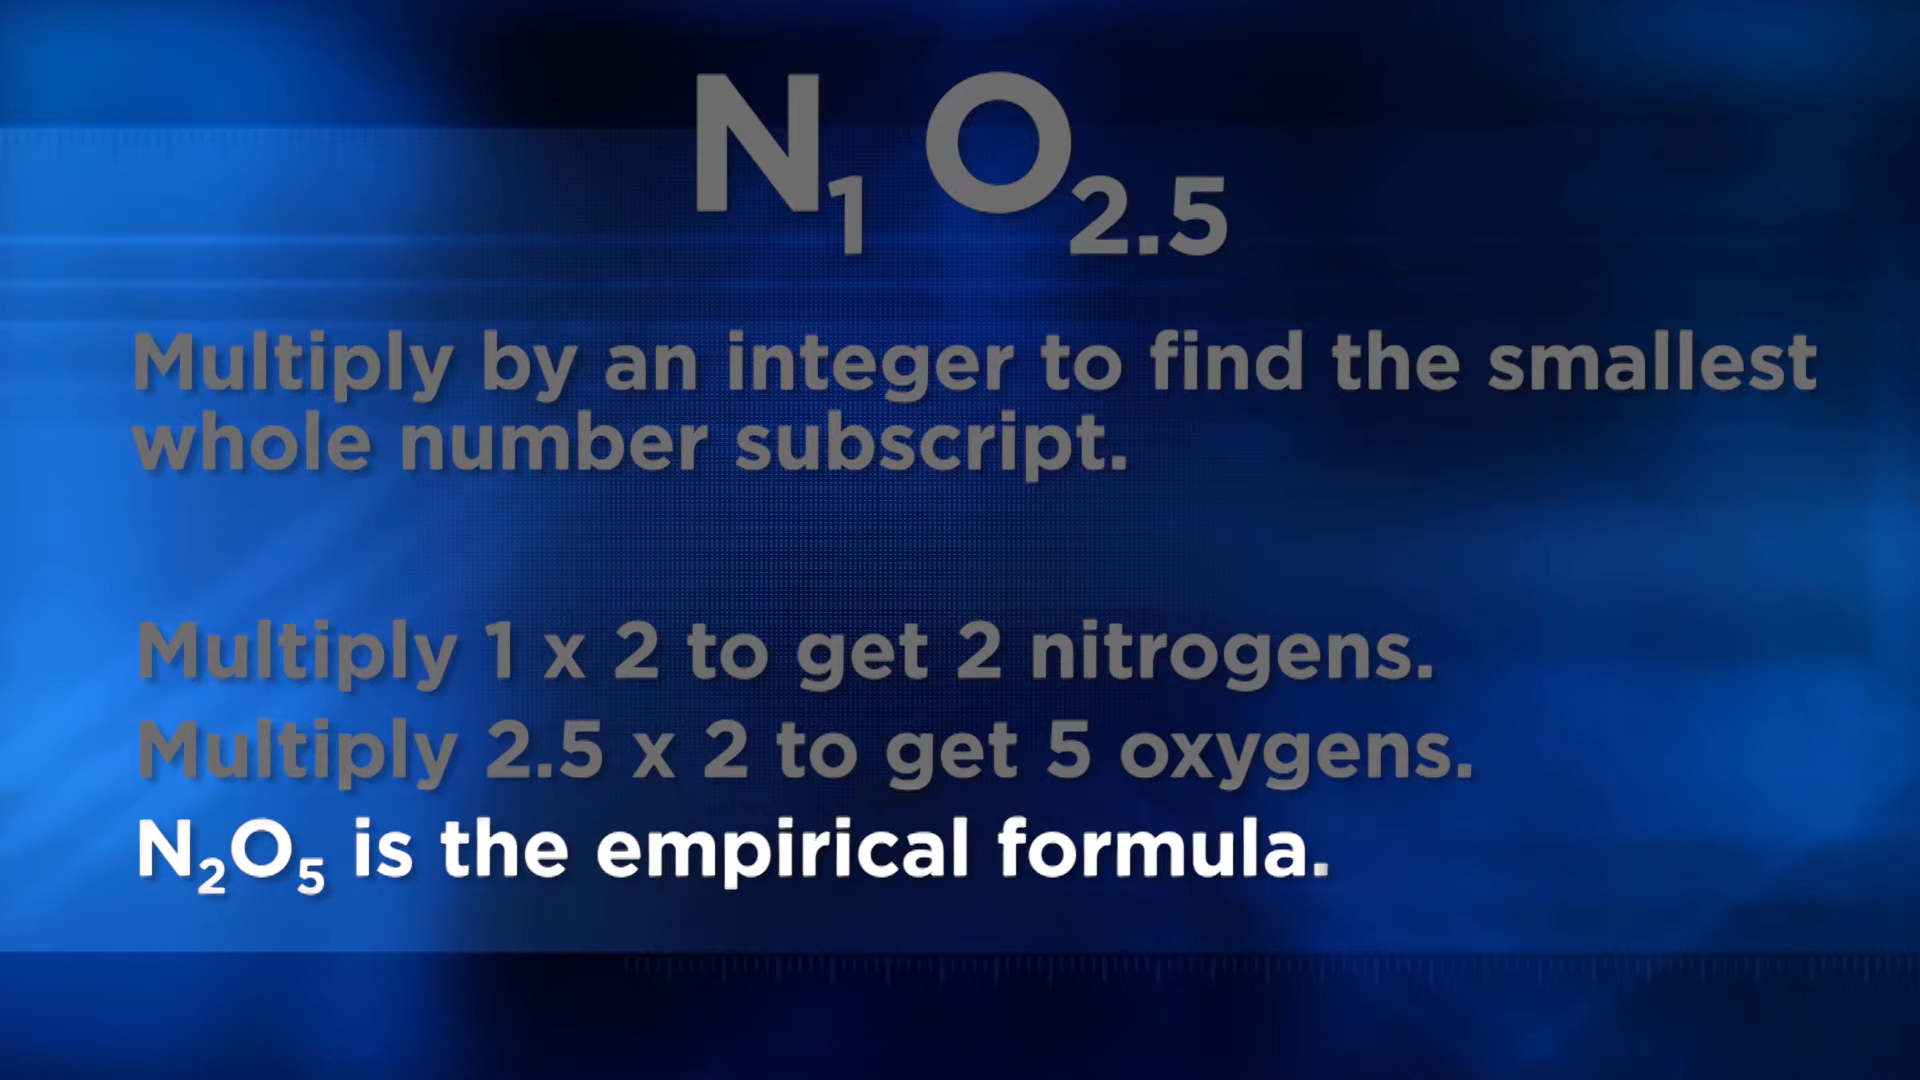 N₁ O₂.₅
Multiply by an integer to find the smallest
whole number subscript.
Multiply 1 x 2 to get 2 nitrogens.
Multiply 2.5 x 2 to get 5 oxygens.
N₂O₅ is the empirical formula.